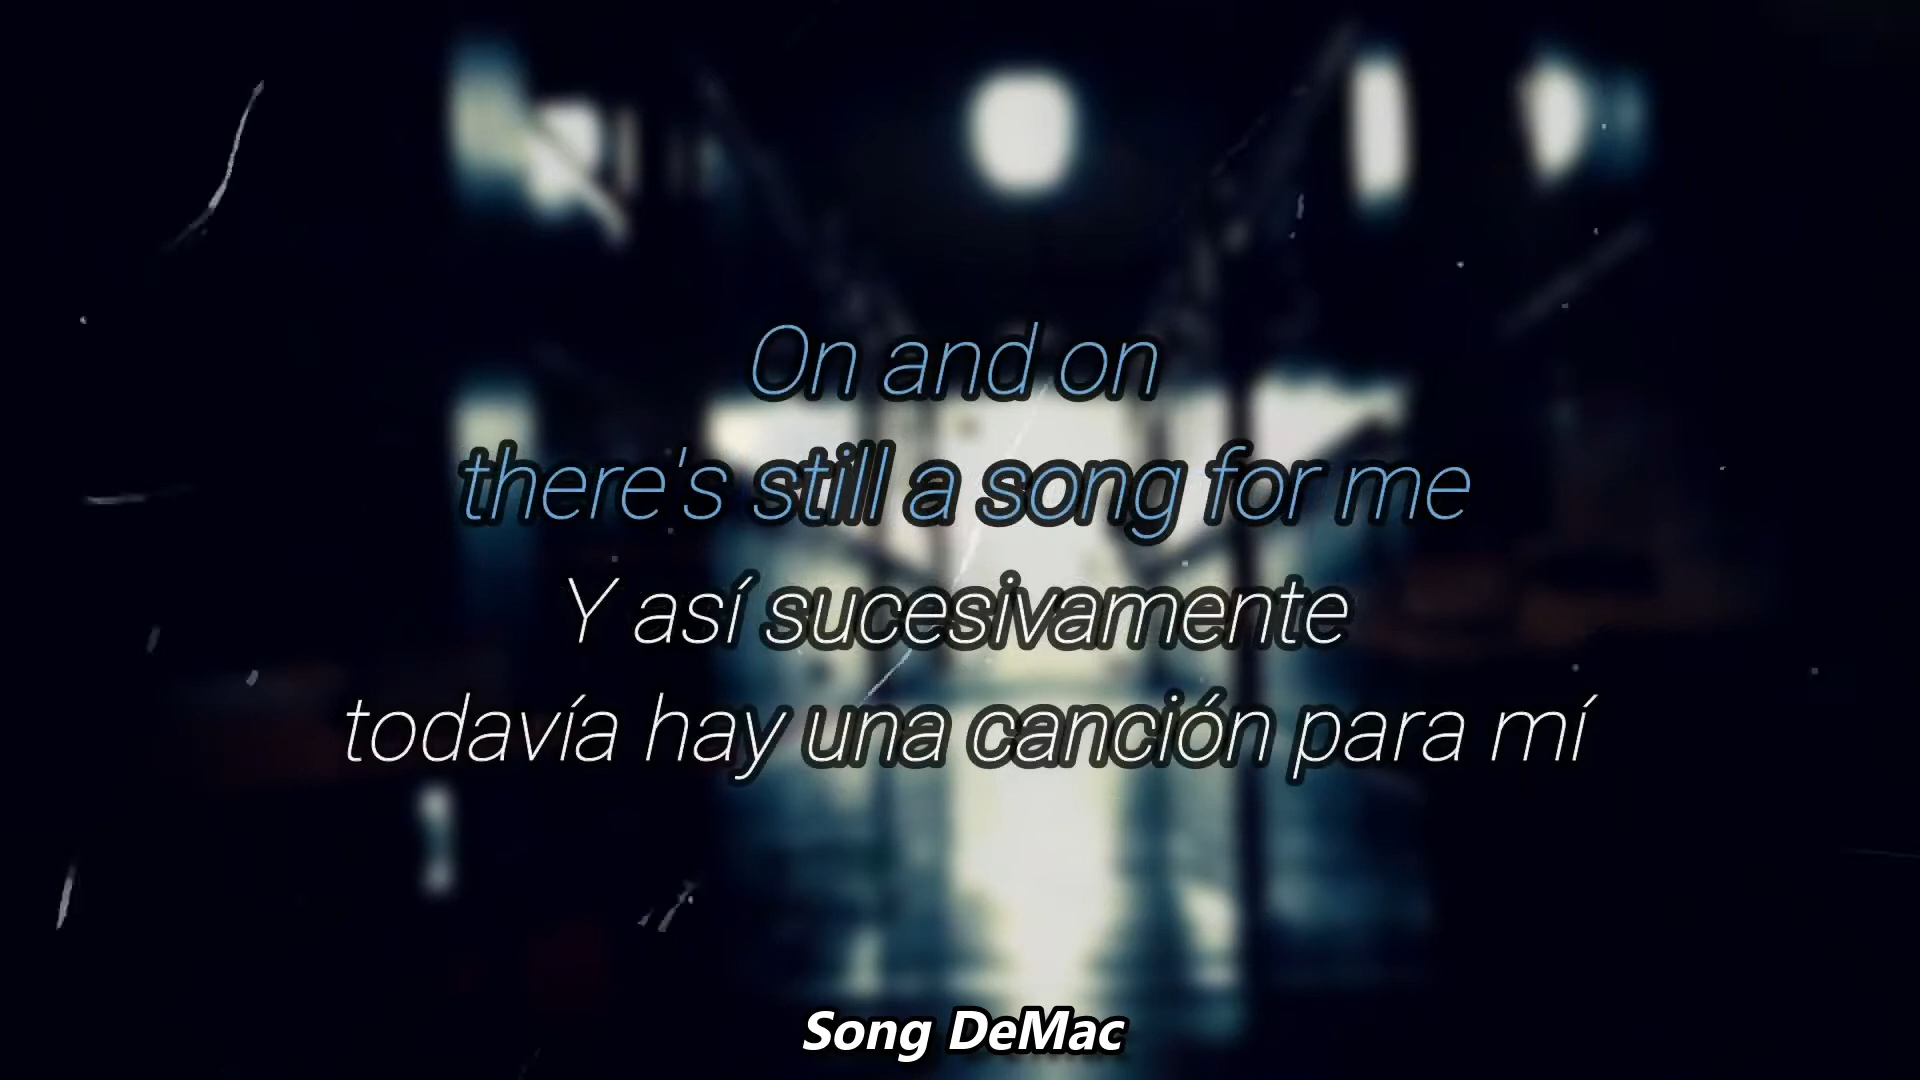 On and on
there's still a song for me
Y así sucesivamente
todavía hay una canción para mí
Song DeMac